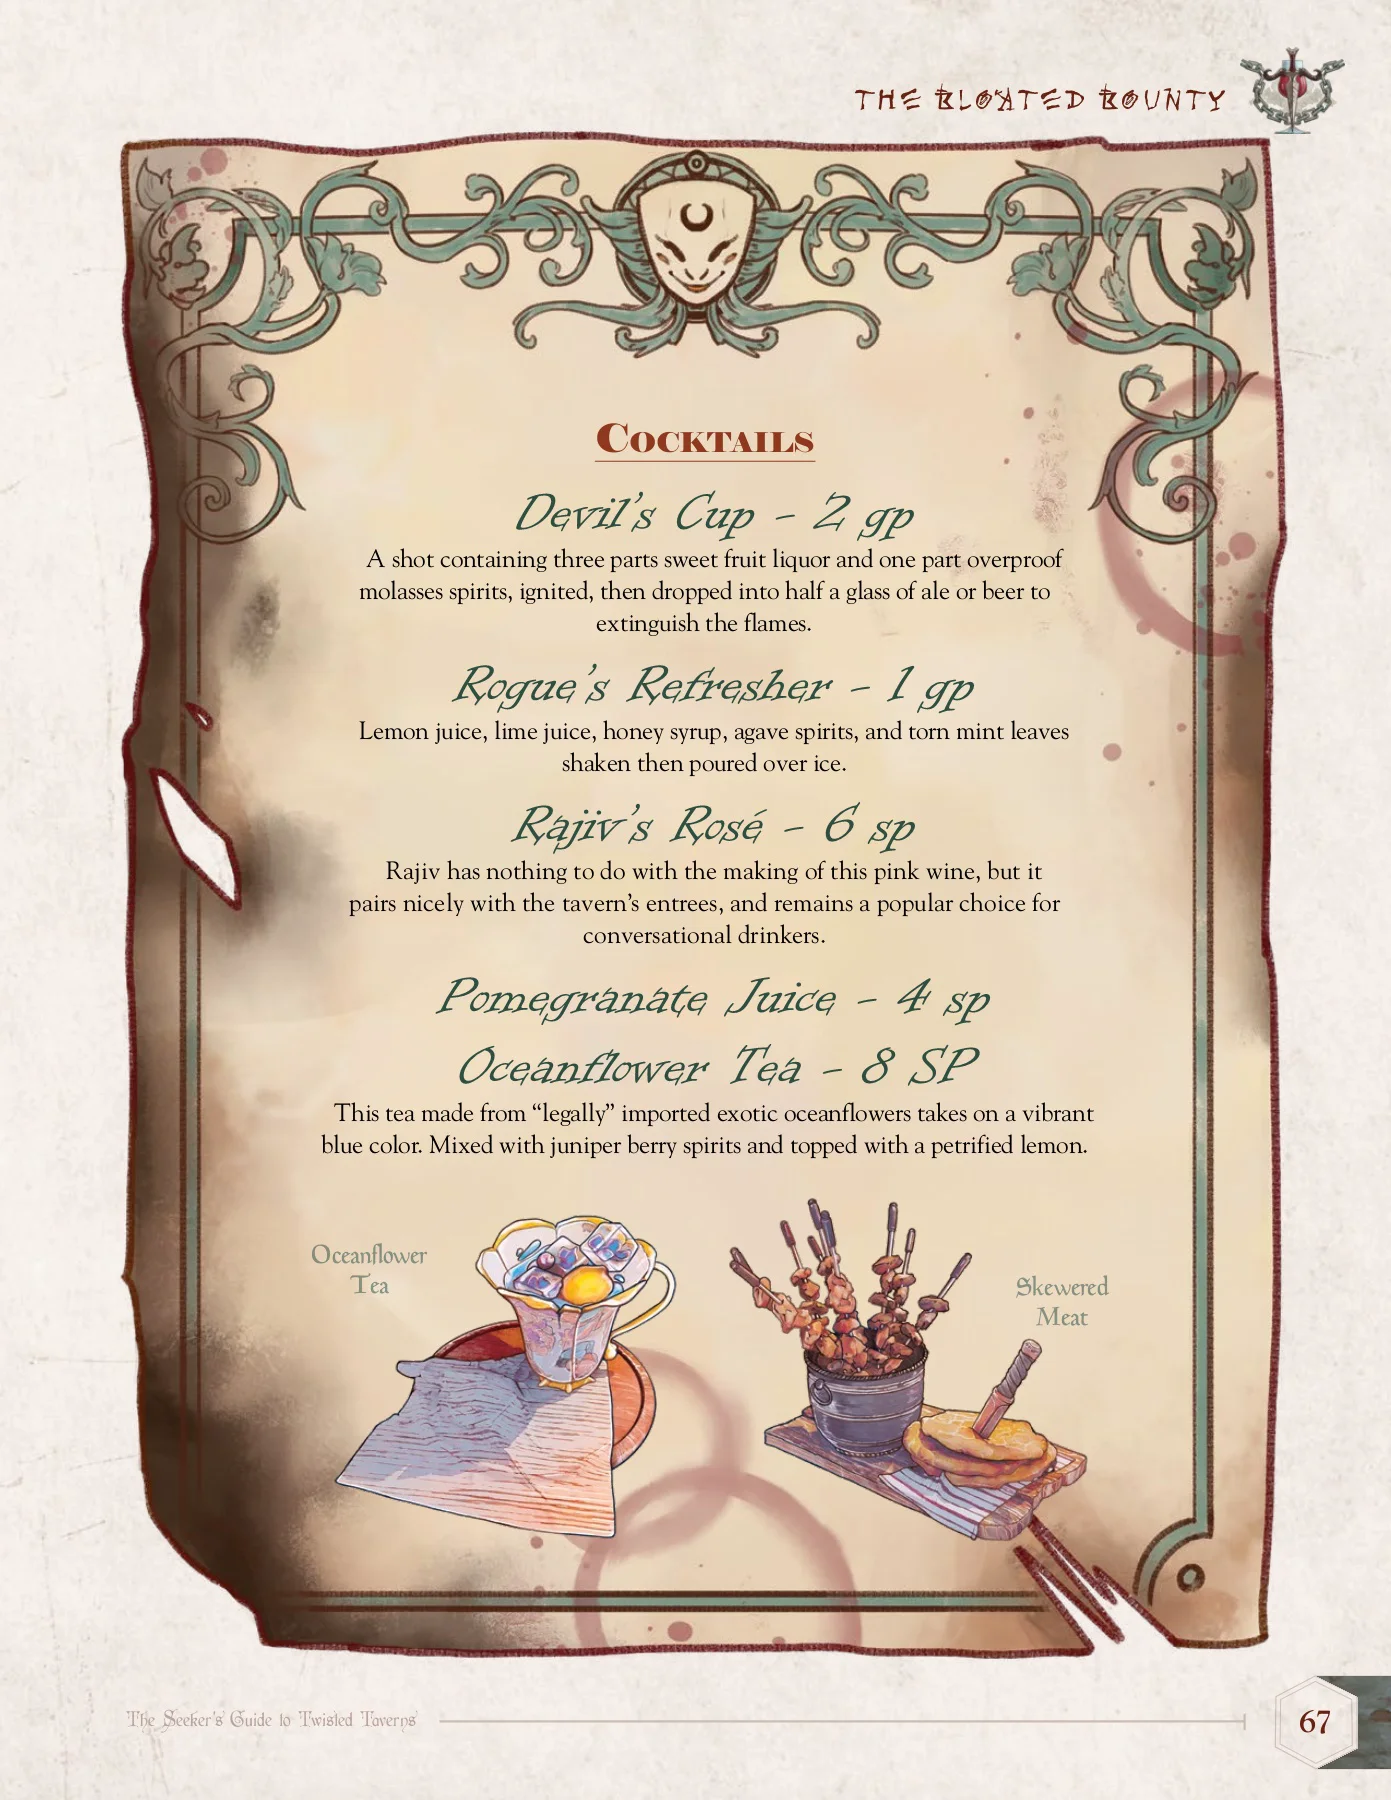 THE BLOATED BOUNTY
Cocktails
Devil's Cup – 2 gp
A shot containing three parts sweet fruit liquor and one part overproof
molasses spirits, ignited, then dropped into half a glass of ale or beer to
extinguish the flames.
Rogue's Refresher – 1 gp
Lemon juice, lime juice, honey syrup, agave spirits, and torn mint leaves
shaken then poured over ice.
Rajiv's Rosé – 6 sp
Rajiv has nothing to do with the making of this pink wine, but it
pairs nicely with the tavern's entrees, and remains a popular choice for
conversational drinkers.
Pomegranate Juice – 4 sp
Oceanflower Tea – 8 SP
This tea made from “legally” imported exotic oceanflowers takes on a vibrant
blue color. Mixed with juniper berry spirits and topped with a petrified lemon.
Oceanflower
Tea
Skewered
Meat
The Seeker's Guide to Twisted Taverns
67